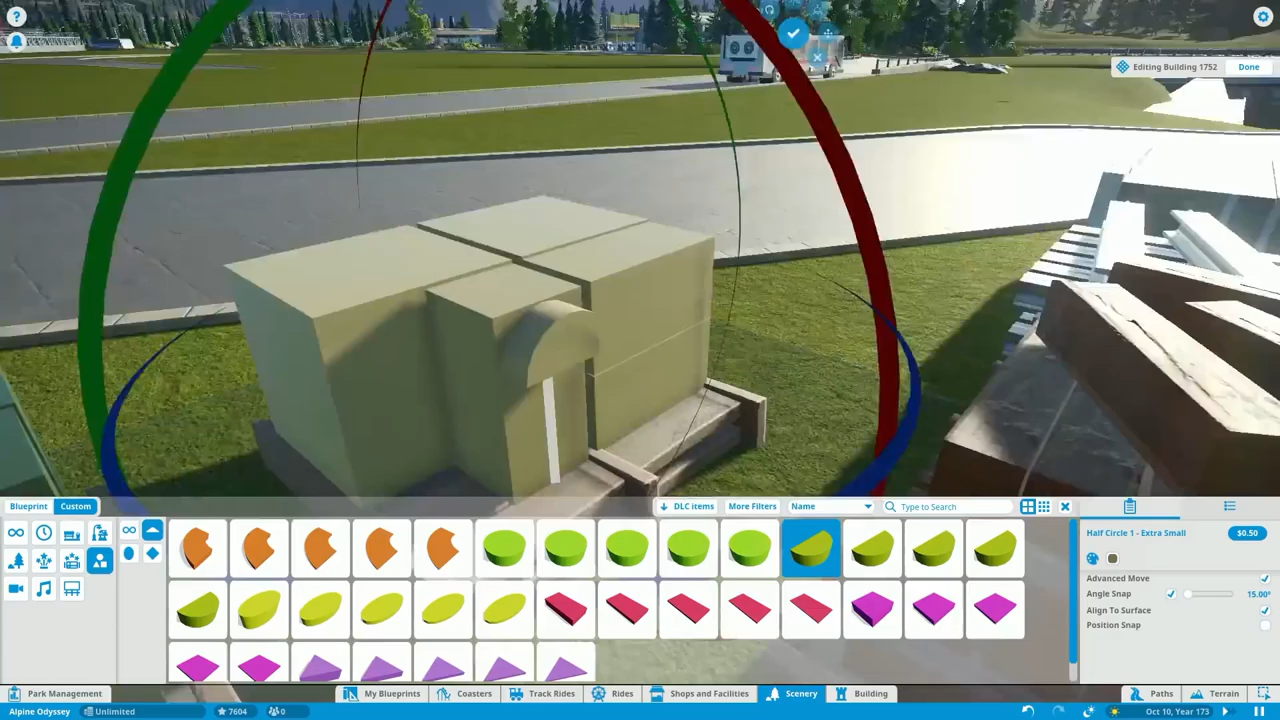 ?
Editing Building 1752 Done
Blueprint Custom DLC items More Filters Name Type to Search
Half Circle 1 - Extra Small $0.50
Advanced Move
Angle Snap 15.00°
Align To Surface
Position Snap
Park Management My Blueprints Coasters Track Rides Rides Shops and Facilities Scenery Building Paths Terrain
Alpine Odyssey Unlimited 7604 0 Oct 10, Year 173